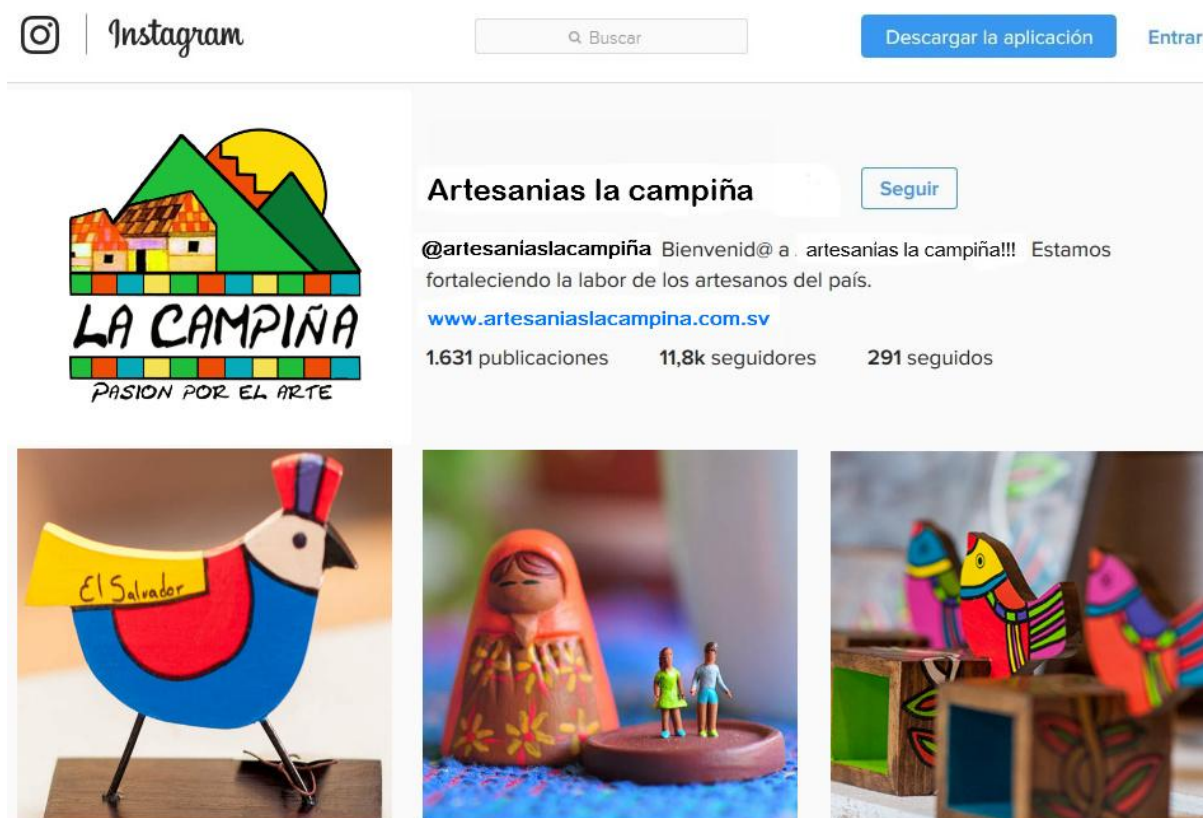 Instagram
Buscar
Descargar la aplicación
Entrar
LA CAMPIÑA
PASION POR EL ARTE
Artesanias la campiña
Seguir
@artesaníaslacampiña Bienvenid@ a . artesanías la campiña!!! Estamos
fortaleciendo la labor de los artesanos del país.
www.artesaniaslacampina.com.sv
1.631 publicaciones 11,8k seguidores 291 seguidos
El Salvador